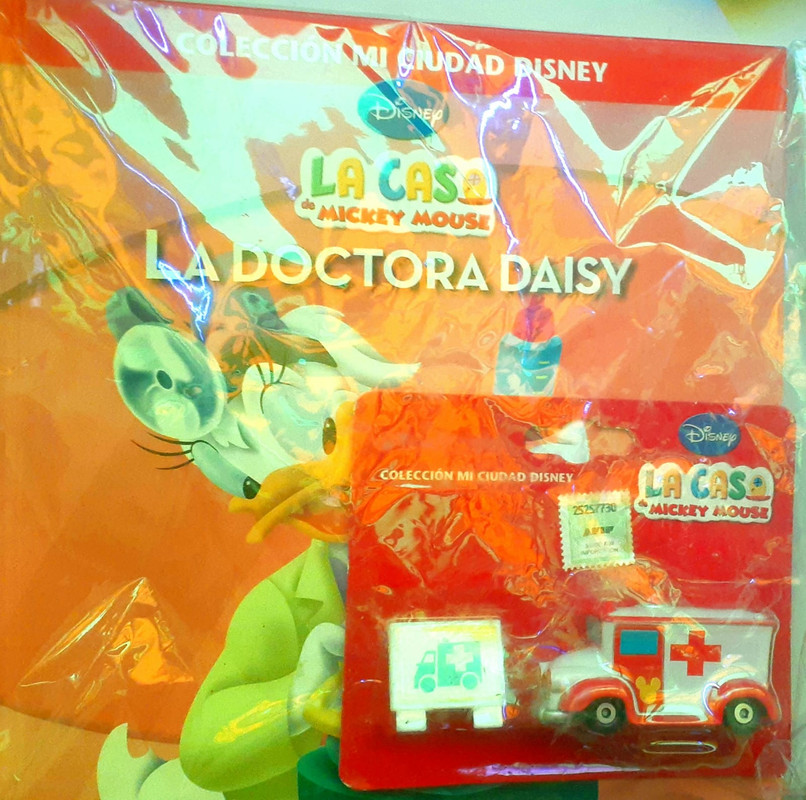 COLECCIÓN MI CIUDAD DISNEY
Disney
LA CASA
de MICKEY MOUSE
LA DOCTORA DAISY
Disney
COLECCIÓN MI CIUDAD DISNEY
LA CASA
de MICKEY MOUSE
25252730